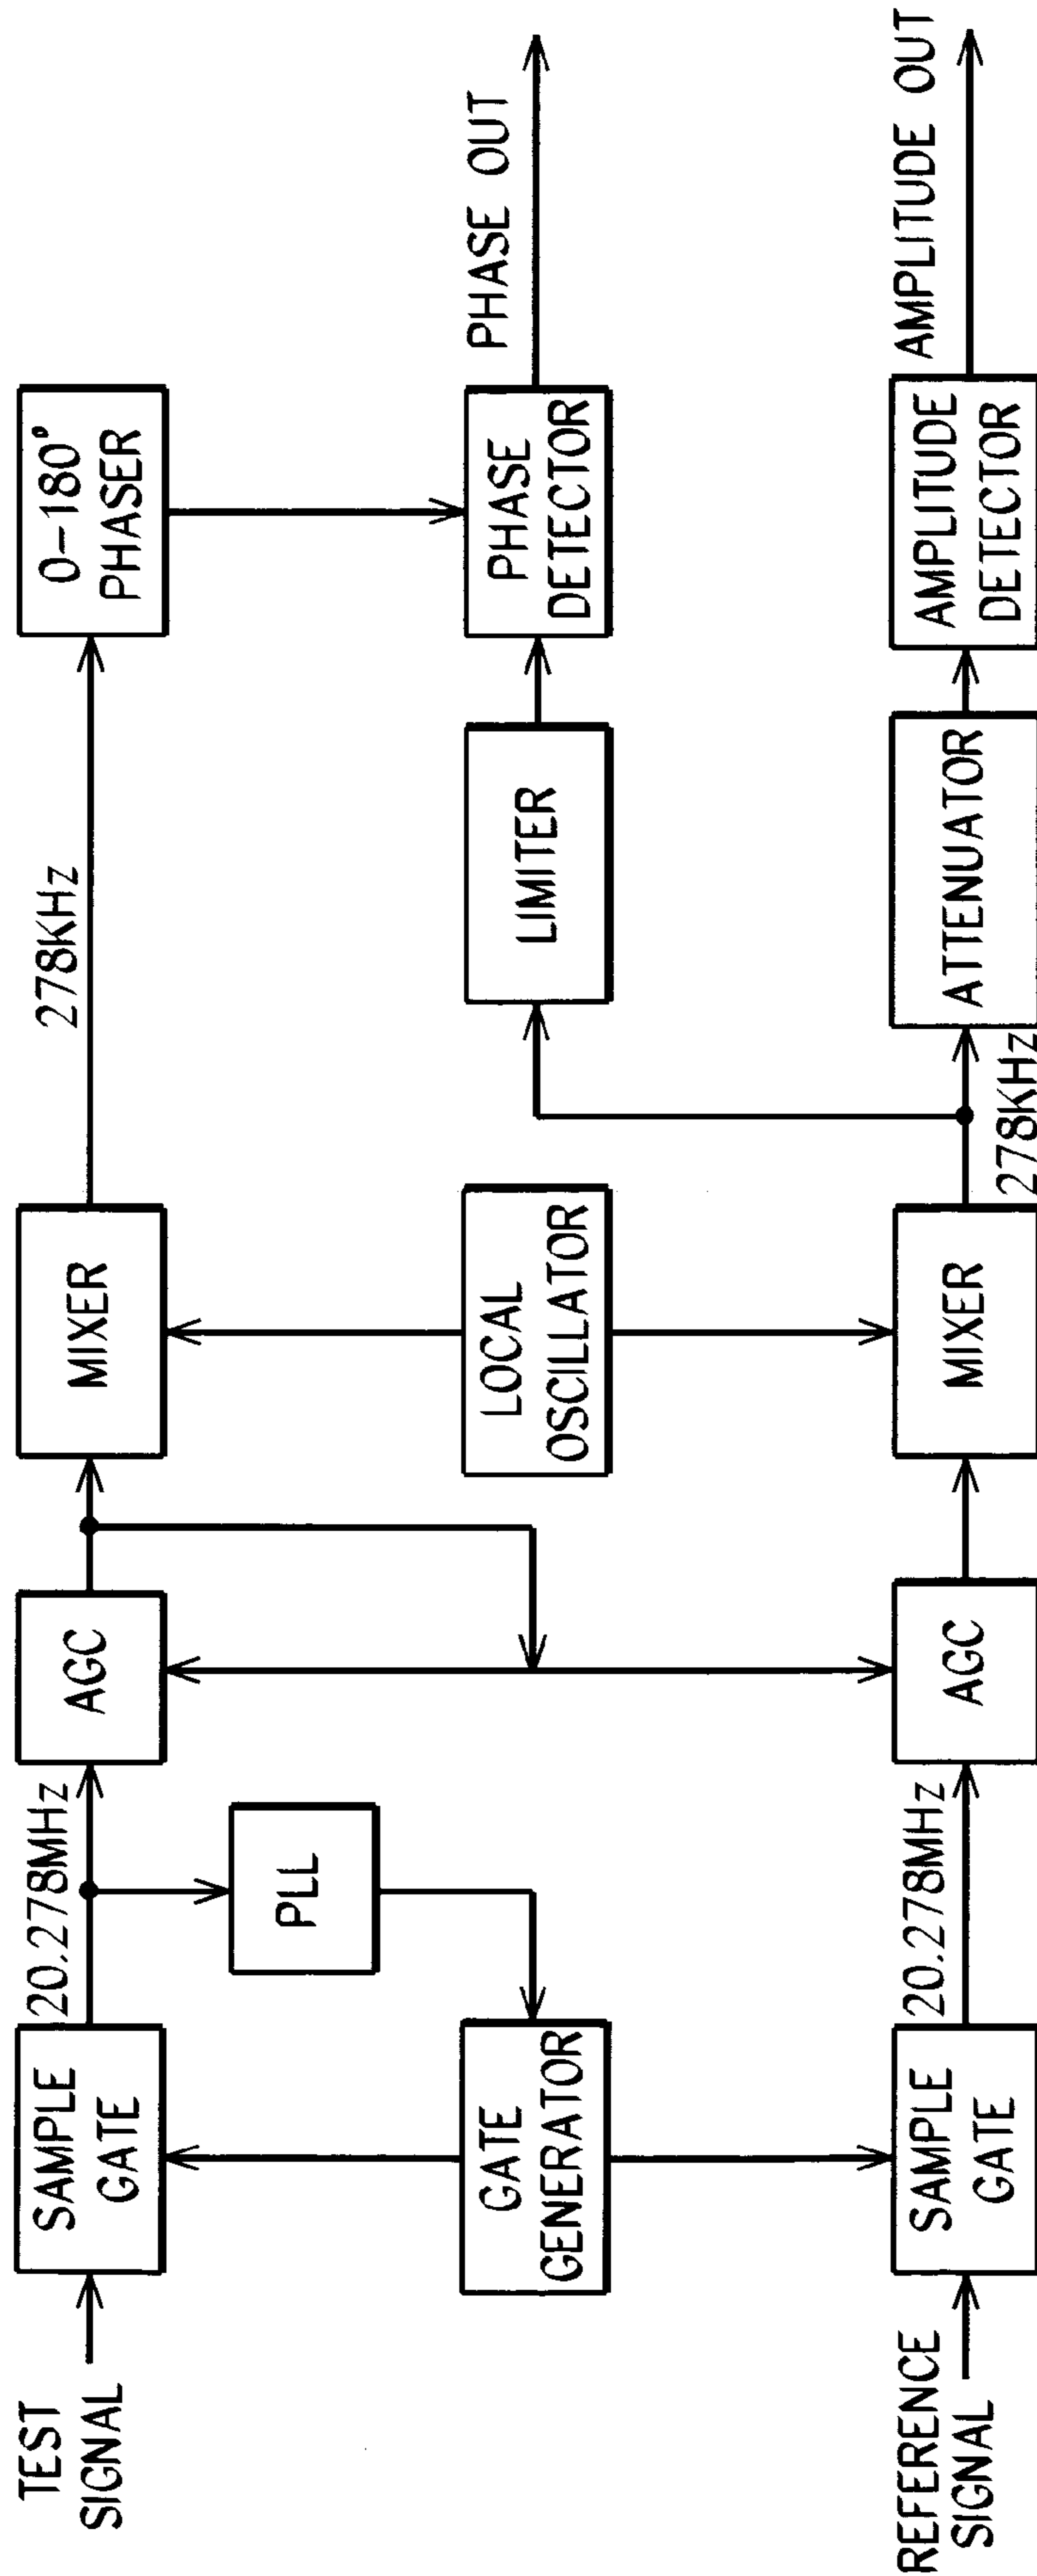 TEST
SIGNAL
SAMPLE
GATE
20.278MHz
PLL
AGC
MIXER
278KHz
0-180°
PHASER
GATE
GENERATOR
LOCAL
OSCILLATOR
LIMITER
PHASE
DETECTOR
PHASE OUT
REFERENCE
SIGNAL
SAMPLE
GATE
20.278MHz
AGC
MIXER
278KHz
ATTENUATOR
AMPLITUDE
DETECTOR
AMPLITUDE OUT